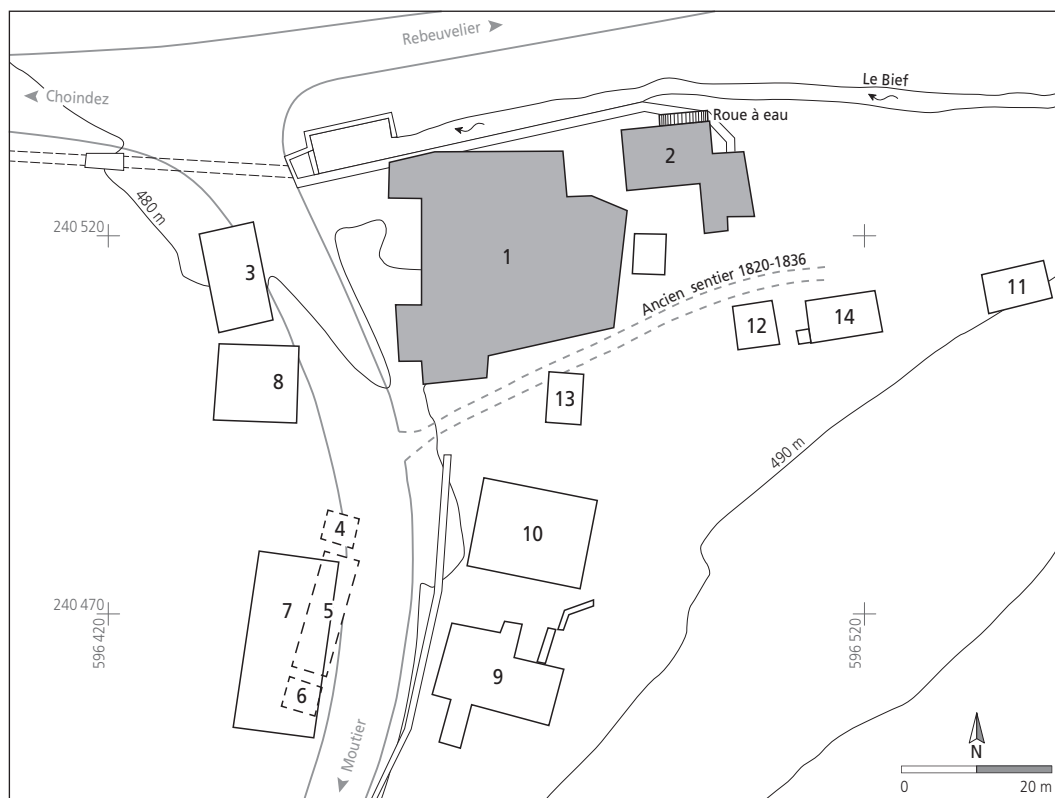 Rebeuvelier
Choindez
Le Bief
Roue à eau
2
480 m
240 520
1
3
Ancien sentier 1820-1836
11
12
14
8
13
490 m
4
10
240 470
596 420
7
5
596 520
6
9
Moutier
N
0
20 m